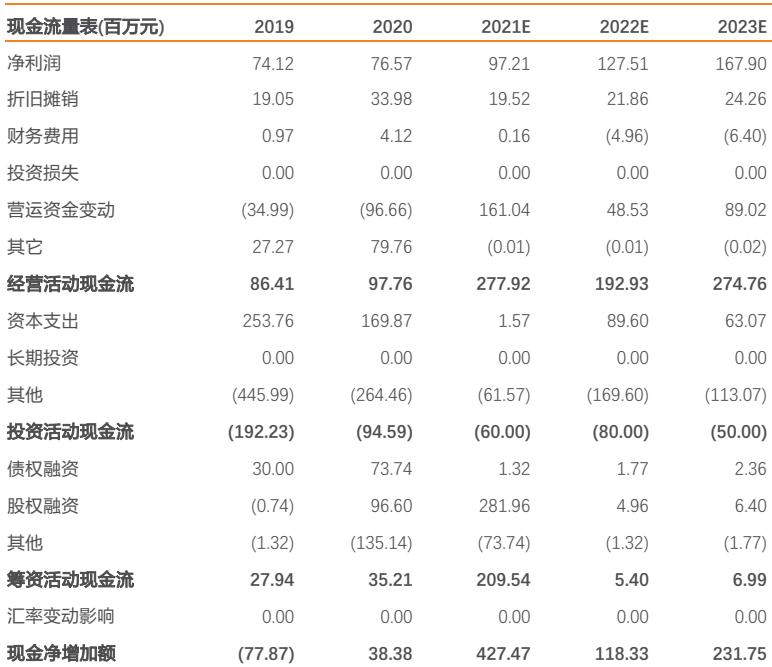 现金流量表(百万元) 2019 2020 2021E 2022E 2023E
净利润 74.12 76.57 97.21 127.51 167.90
折旧摊销 19.05 33.98 19.52 21.86 24.26
财务费用 0.97 4.12 0.16 (4.96) (6.40)
投资损失 0.00 0.00 0.00 0.00 0.00
营运资金变动 (34.99) (96.66) 161.04 48.53 89.02
其它 27.27 79.76 (0.01) (0.01) (0.02)
经营活动现金流 86.41 97.76 277.92 192.93 274.76
资本支出 253.76 169.87 1.57 89.60 63.07
长期投资 0.00 0.00 0.00 0.00 0.00
其他 (445.99) (264.46) (61.57) (169.60) (113.07)
投资活动现金流 (192.23) (94.59) (60.00) (80.00) (50.00)
债权融资 30.00 73.74 1.32 1.77 2.36
股权融资 (0.74) 96.60 281.96 4.96 6.40
其他 (1.32) (135.14) (73.74) (1.32) (1.77)
筹资活动现金流 27.94 35.21 209.54 5.40 6.99
汇率变动影响 0.00 0.00 0.00 0.00 0.00
现金净增加额 (77.87) 38.38 427.47 118.33 231.75